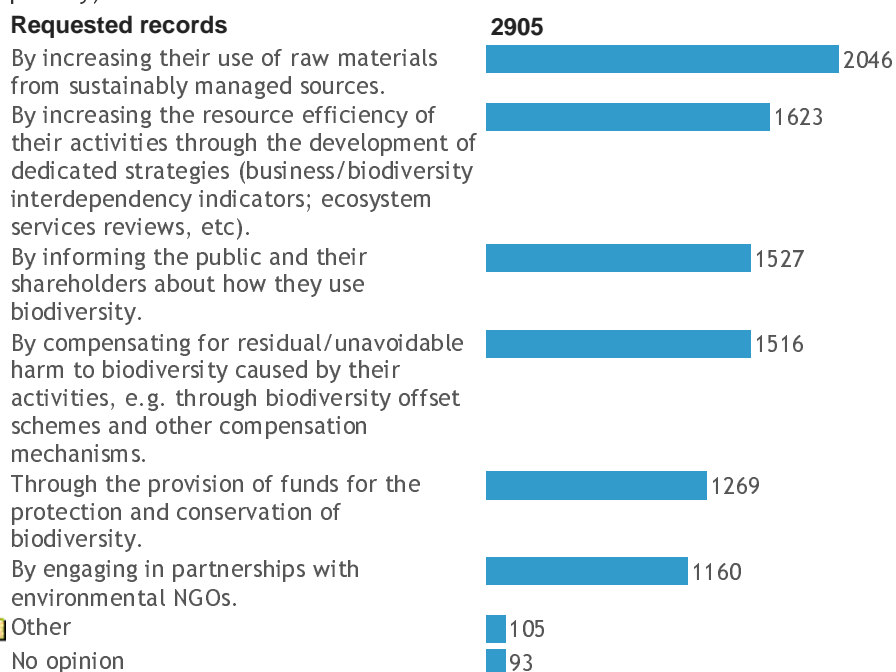 Requested records 2905
By increasing their use of raw materials 2046
from sustainably managed sources.
By increasing the resource efficiency of 1623
their activities through the development of
dedicated strategies (business/biodiversity
interdependency indicators; ecosystem
services reviews, etc).
By informing the public and their 1527
shareholders about how they use
biodiversity.
By compensating for residual/unavoidable 1516
harm to biodiversity caused by their
activities, e.g. through biodiversity offset
schemes and other compensation
mechanisms.
Through the provision of funds for the 1269
protection and conservation of
biodiversity.
By engaging in partnerships with 1160
environmental NGOs.
Other 105
No opinion 93